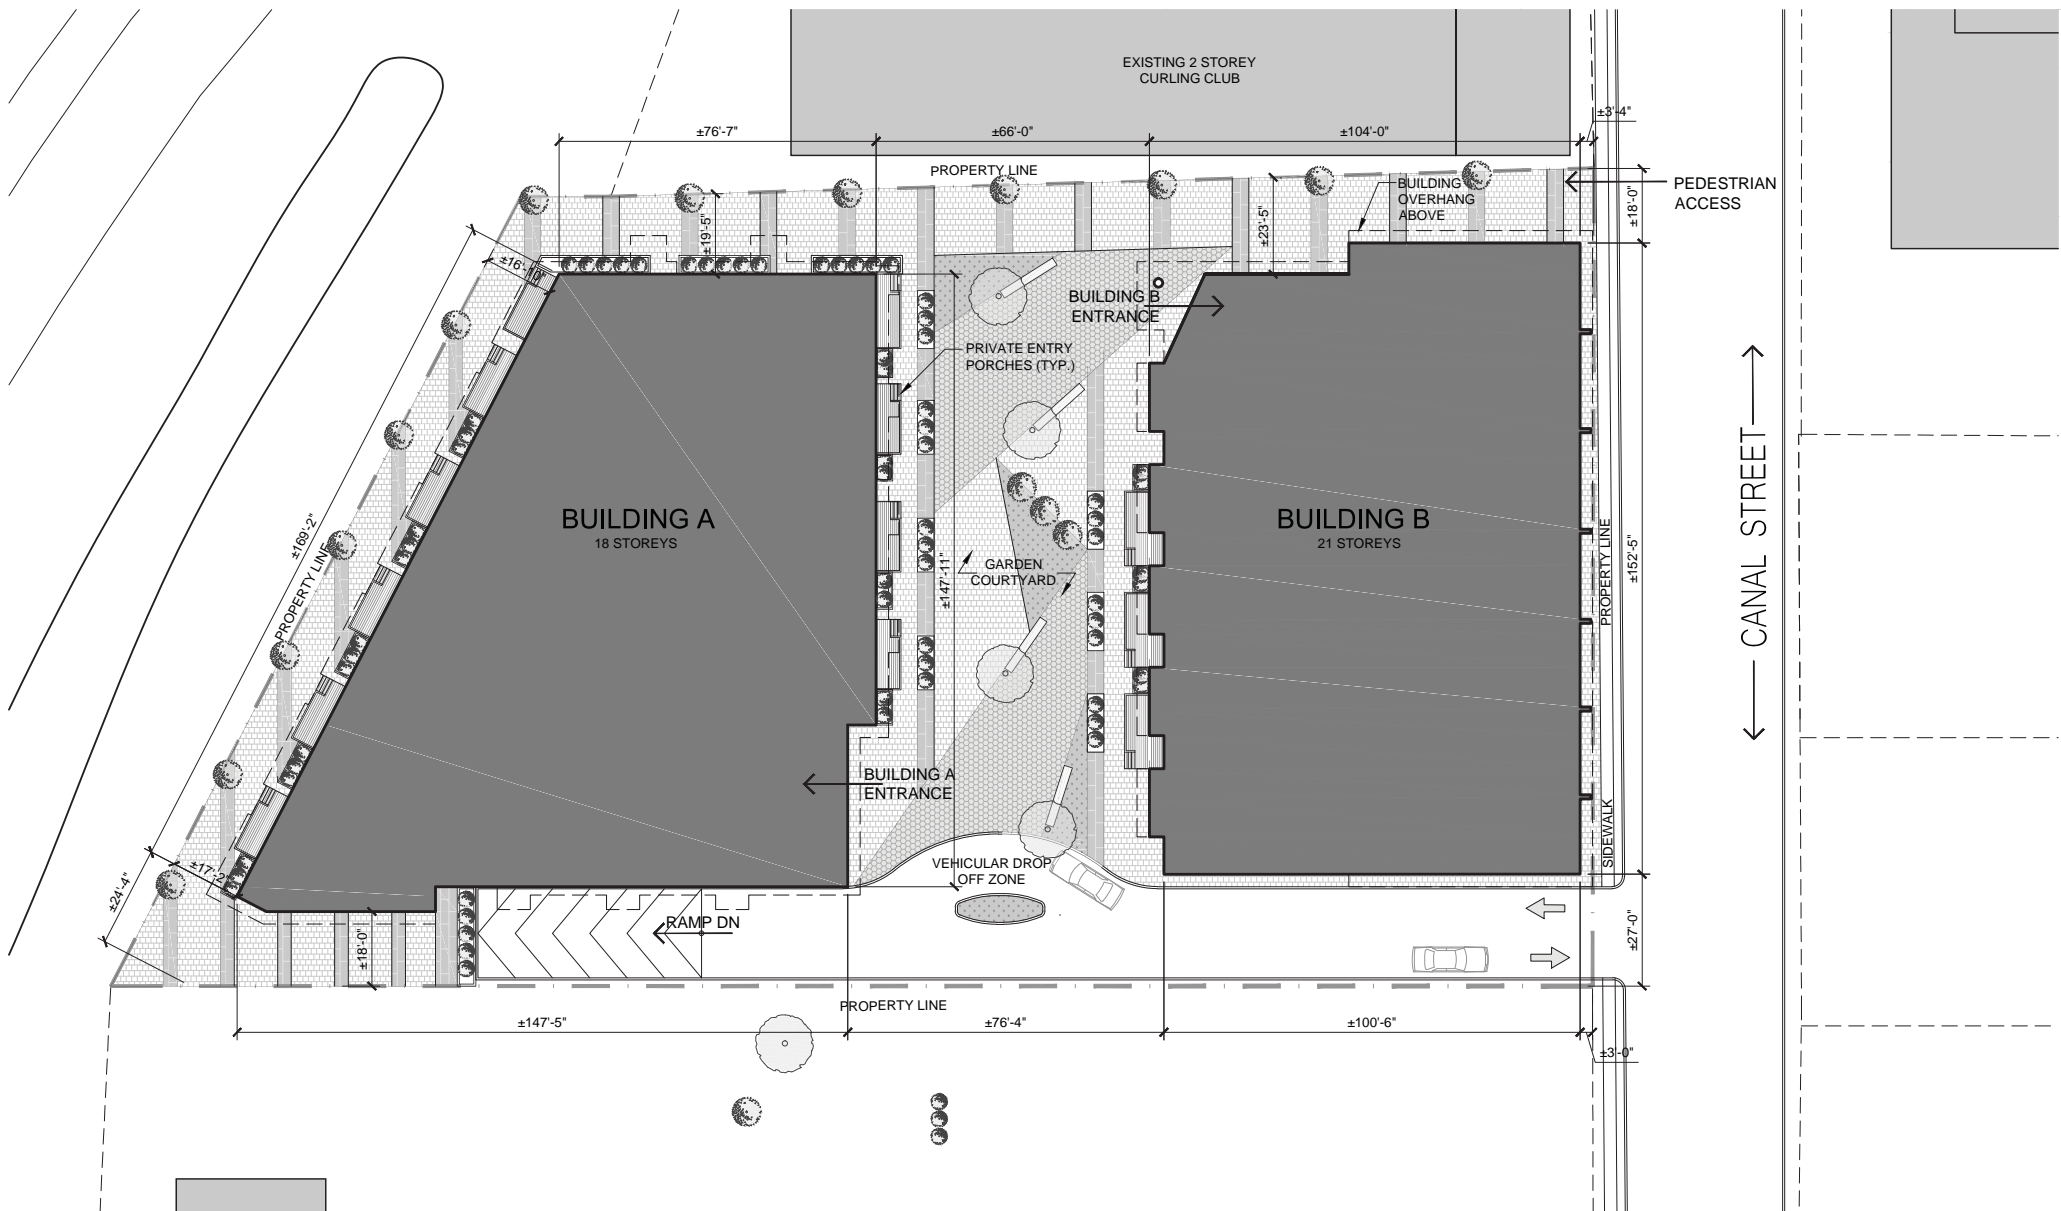 EXISTING 2 STOREY
CURLING CLUB
±3'-4"
±76'-7"
±66'-0"
±104'-0"
PROPERTY LINE
BUILDING
OVERHANG
ABOVE
PEDESTRIAN
ACCESS
±18'-0"
±19'-5"
±23'-5"
±16'-10"
BUILDING B
ENTRANCE
PRIVATE ENTRY
PORCHES (TYP.)
BUILDING A
18 STOREYS
BUILDING B
21 STOREYS
CANAL STREET
±169'-2"
PROPERTY LINE
±147'-11"
GARDEN
COURTYARD
PROPERTY LINE
±152'-5"
BUILDING A
ENTRANCE
SIDEWALK
VEHICULAR DROP
OFF ZONE
±17'-2"
±24'-4"
RAMP DN
±18'-0"
±27'-0"
PROPERTY LINE
±147'-5"
±76'-4"
±100'-6"
±3'-0"